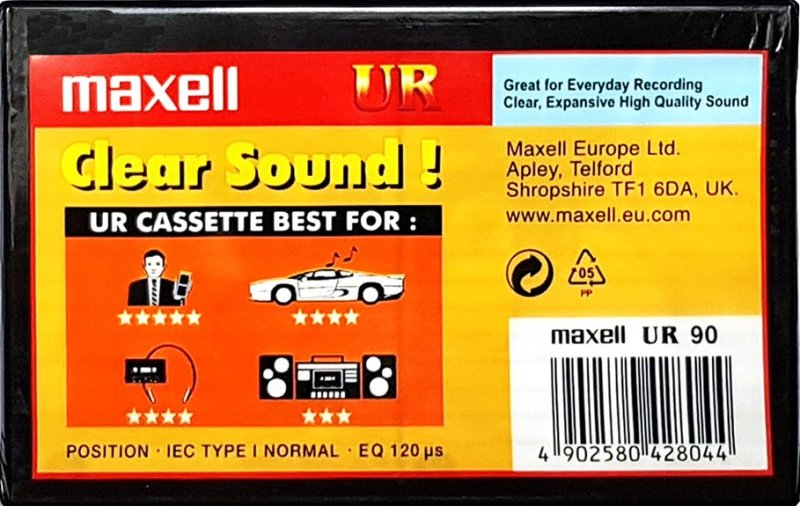 maxell
UR
Great for Everyday Recording
Clear, Expansive High Quality Sound
Clear Sound !
UR CASSETTE BEST FOR :
Maxell Europe Ltd.
Apley, Telford
Shropshire TF1 6DA, UK.
www.maxell.eu.com
05
PP
maxell UR 90
4 902580 428044
POSITION · IEC TYPE I NORMAL · EQ 120 µs